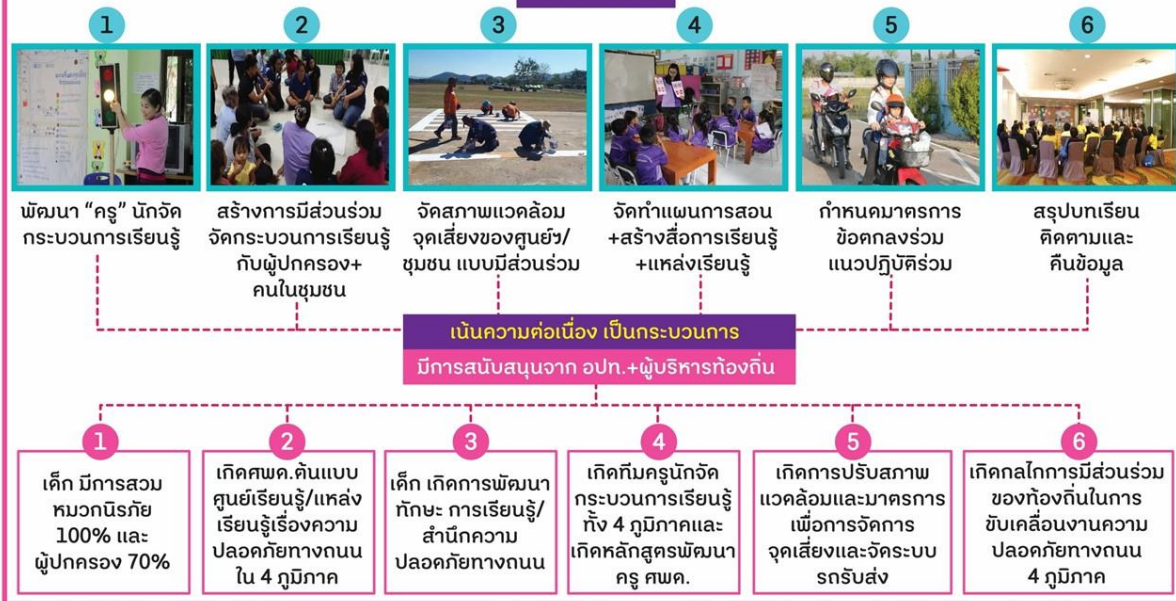 1
2
3
4
5
6
พัฒนา “ครู” นักจัด
กระบวนการเรียนรู้
สร้างการมีส่วนร่วม
จัดกระบวนการเรียนรู้
กับผู้ปกครอง+
คนในชุมชน
จัดสภาพแวดล้อม
จุดเสี่ยงของศูนย์ฯ/
ชุมชน แบบมีส่วนร่วม
จัดทำแผนการสอน
+สร้างสื่อการเรียนรู้
+แหล่งเรียนรู้
กำหนดมาตรการ
ข้อตกลงร่วม
แนวปฏิบัติร่วม
สรุปบทเรียน
ติดตามและ
คืนข้อมูล
เน้นความต่อเนื่อง เป็นกระบวนการ
มีการสนับสนุนจาก อปท.+ผู้บริหารท้องถิ่น
1
เด็ก มีการสวม
หมวกนิรภัย
100% และ
ผู้ปกครอง 70%
2
เกิดศพด.ต้นแบบ
ศูนย์เรียนรู้/แหล่ง
เรียนรู้เรื่องความ
ปลอดภัยทางถนน
ใน 4 ภูมิภาค
3
เด็ก เกิดการพัฒนา
ทักษะ การเรียนรู้/
สำนึกความ
ปลอดภัยทางถนน
4
เกิดทีมครูนักจัด
กระบวนการเรียนรู้
ทั้ง 4 ภูมิภาคและ
เกิดหลักสูตรพัฒนา
ครู ศพด.
5
เกิดการปรับสภาพ
แวดล้อมและมาตรการ
เพื่อการจัดการ
จุดเสี่ยงและจัดระบบ
รถรับส่ง
6
เกิดกลไกการมีส่วนร่วม
ของท้องถิ่นในการ
ขับเคลื่อนงานความ
ปลอดภัยทางถนน
4 ภูมิภาค